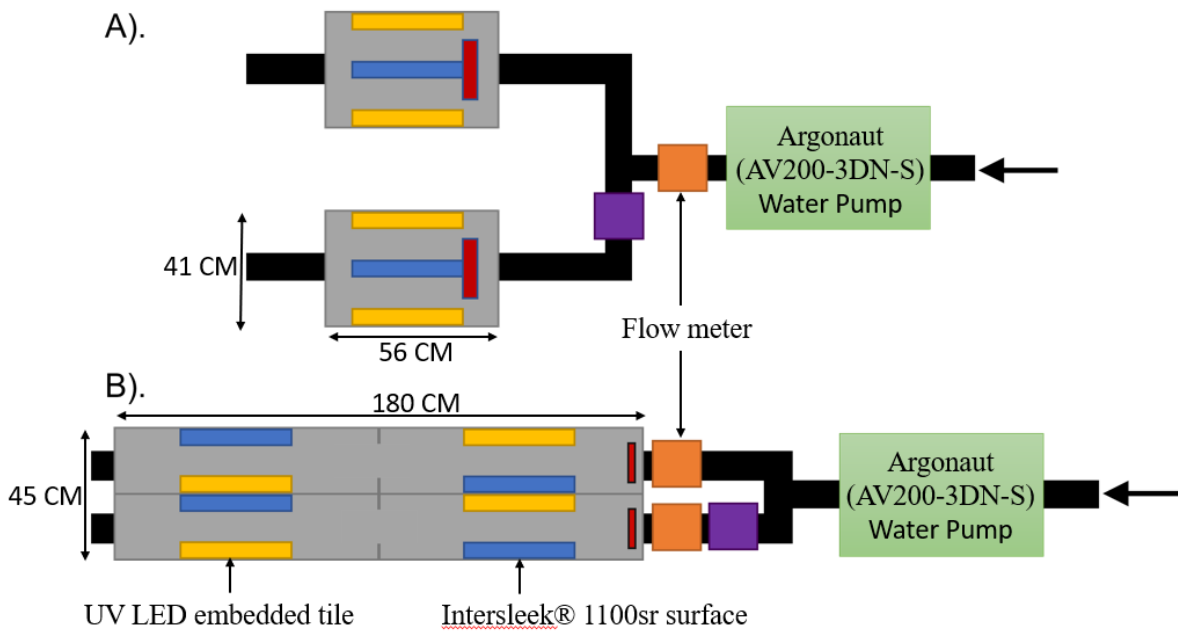 A).
Argonaut
(AV200-3DN-S)
Water Pump
41 CM
56 CM
Flow meter
B).
180 CM
45 CM
Argonaut
(AV200-3DN-S)
Water Pump
UV LED embedded tile
Intersleek® 1100sr surface